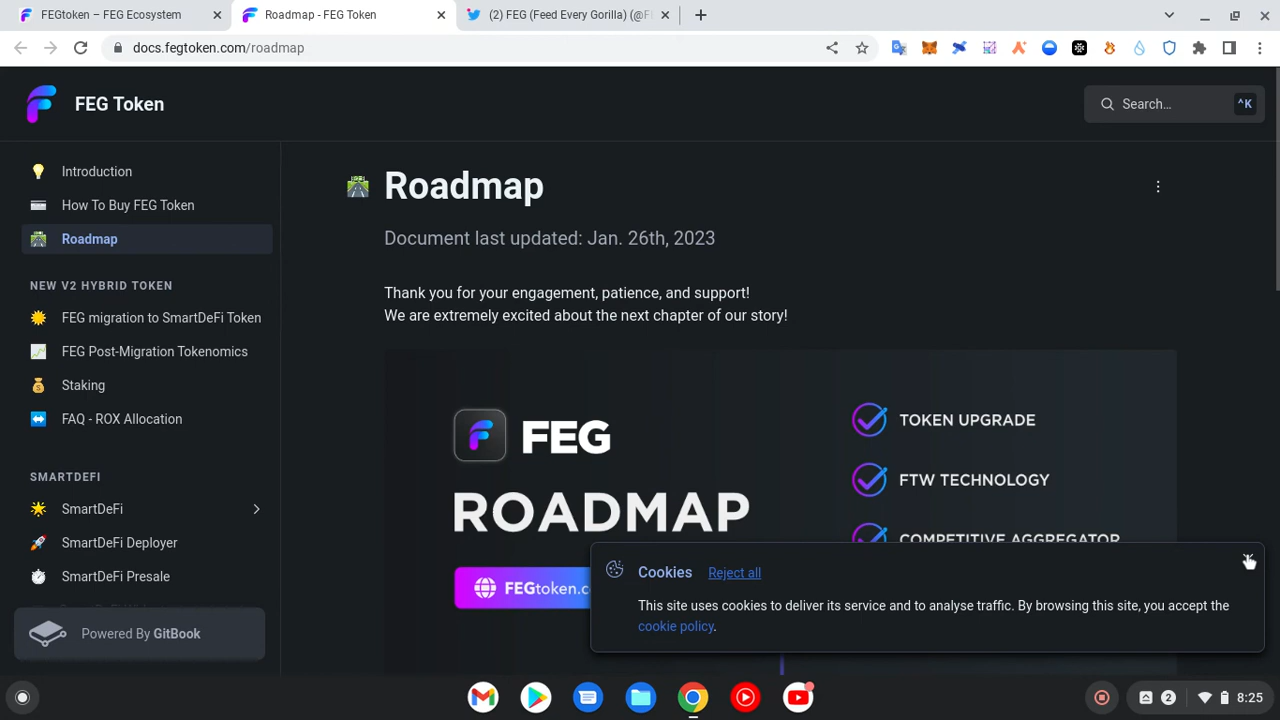 FEGtoken – FEG Ecosystem
Roadmap - FEG Token
(2) FEG (Feed Every Gorilla) (@F
docs.fegtoken.com/roadmap
FEG Token
Search...
^K
Introduction
How To Buy FEG Token
Roadmap
NEW V2 HYBRID TOKEN
FEG migration to SmartDeFi Token
FEG Post-Migration Tokenomics
Staking
FAQ - ROX Allocation
SMARTDEFI
SmartDeFi
SmartDeFi Deployer
SmartDeFi Presale
Powered By GitBook
Roadmap
Document last updated: Jan. 26th, 2023
Thank you for your engagement, patience, and support!
We are extremely excited about the next chapter of our story!
FEG
ROADMAP
FEGtoken.c
TOKEN UPGRADE
FTW TECHNOLOGY
COMPETITIVE AGGREGATOR
Cookies Reject all
This site uses cookies to deliver its service and to analyse traffic. By browsing this site, you accept the
cookie policy.
2
8:25